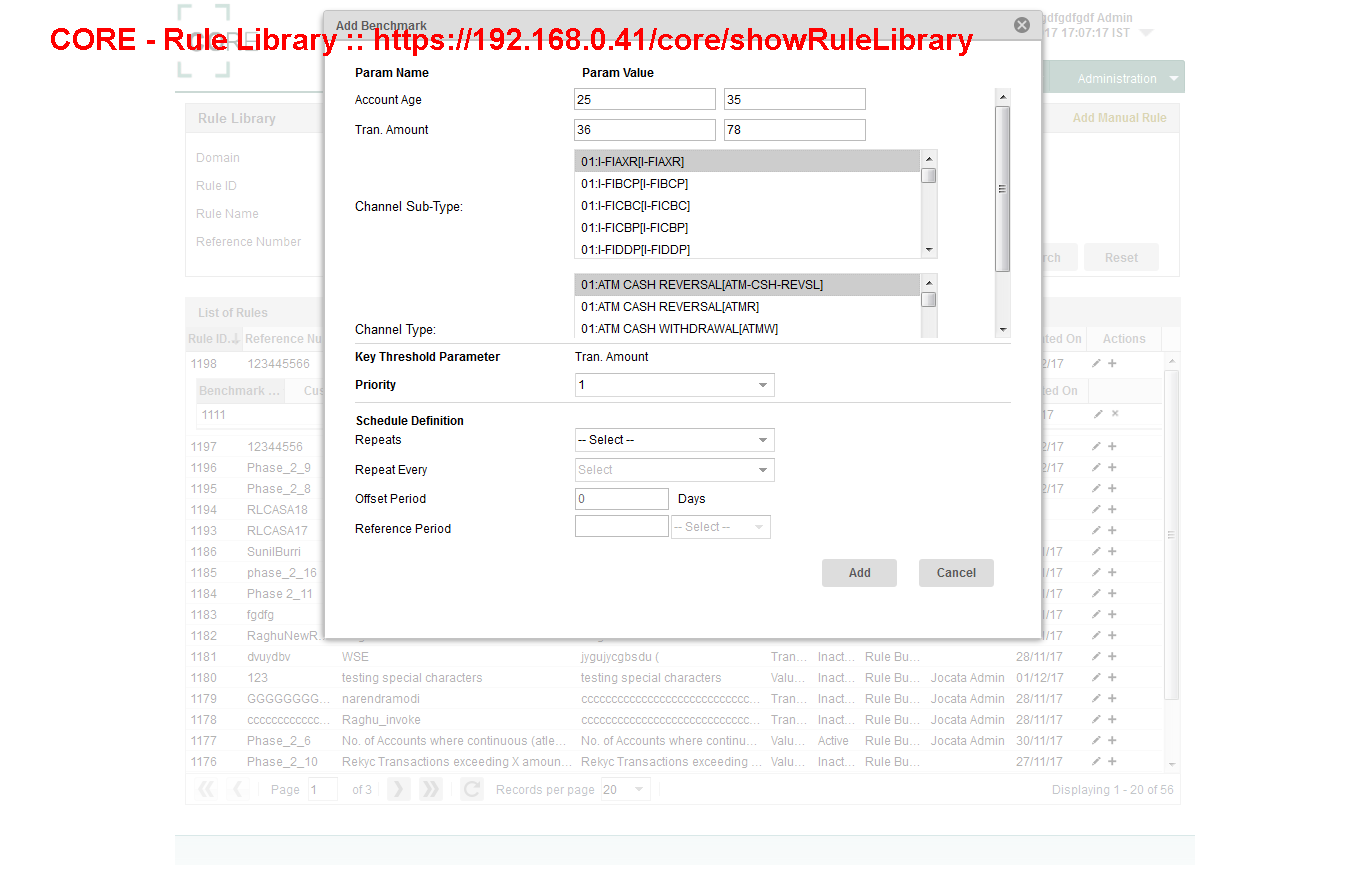 CORE - Rule Library :: https://192.168.0.41/core/showRuleLibrary
CORE
Add Benchmark
gdfgdfgdf Admin
17 17:07:17 IST
Administration
Param Name Param Value
Account Age 25 35
Tran. Amount 36 78
Channel Sub-Type:
01:I-FIAXR[I-FIAXR]
01:I-FIBCP[I-FIBCP]
01:I-FICBC[I-FICBC]
01:I-FICBP[I-FICBP]
01:I-FIDDP[I-FIDDP]
Channel Type:
01:ATM CASH REVERSAL[ATM-CSH-REVSL]
01:ATM CASH REVERSAL[ATMR]
01:ATM CASH WITHDRAWAL[ATMW]
Key Threshold Parameter Tran. Amount
Priority 1
Schedule Definition
Repeats -- Select --
Repeat Every Select
Offset Period 0 Days
Reference Period -- Select --
Add Cancel
Rule Library Add Manual Rule
Domain
Rule ID
Rule Name
Reference Number
rch Reset
List of Rules
Rule ID. Reference Nu ted On Actions
1198 123445566 2/17
Benchmark ... Cus ted On
1111 17
1197 12344556 2/17
1196 Phase_2_9 2/17
1195 Phase_2_8 2/17
1194 RLCASA18
1193 RLCASA17
1186 SunilBurri 1/17
1185 phase_2_16 1/17
1184 Phase 2_11 1/17
1183 fgdfg 1/17
1182 RaghuNewR... 1/17
1181 dvuydbv WSE jygujycgbsdu ( Tran... Inact... Rule Bu... 28/11/17
1180 123 testing special characters testing special characters Valu... Inact... Rule Bu... Jocata Admin 01/12/17
1179 GGGGGGGG... narendramodi cccccccccccccccccccccccccccc... Tran... Inact... Rule Bu... Jocata Admin 28/11/17
1178 cccccccccccc... Raghu_invoke cccccccccccccccccccccccccccc... Tran... Inact... Rule Bu... Jocata Admin 28/11/17
1177 Phase_2_6 No. of Accounts where continuous (atle... No. of Accounts where continu... Valu... Active Rule Bu... Jocata Admin 30/11/17
1176 Phase_2_10 Rekyc Transactions exceeding X amoun... Rekyc Transactions exceeding ... Valu... Inact... Rule Bu... 27/11/17
Page 1 of 3 Records per page 20 Displaying 1 - 20 of 56